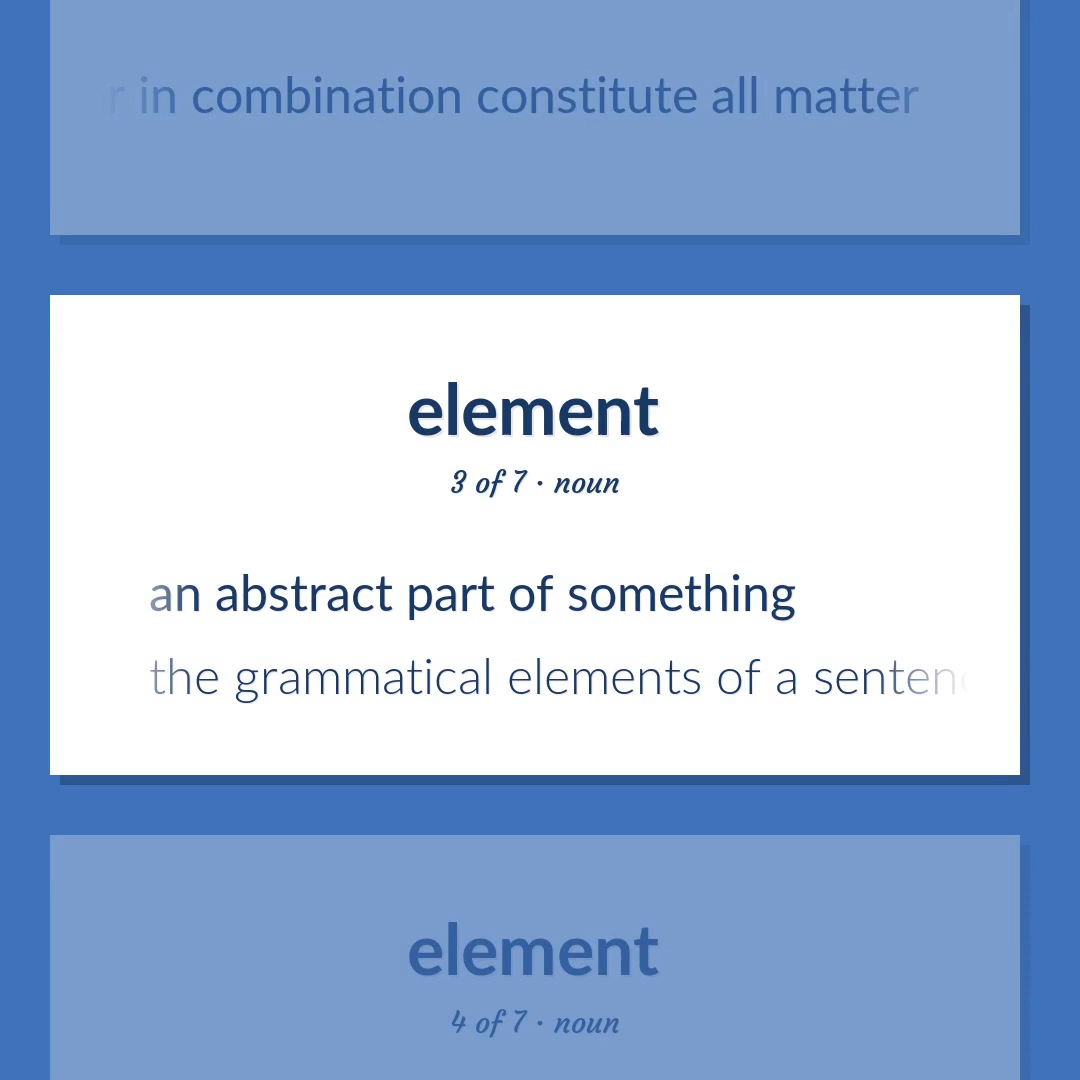 in combination constitute all matter
element
3 of 7 · noun
an abstract part of something
the grammatical elements of a
element
4 of 7 · noun